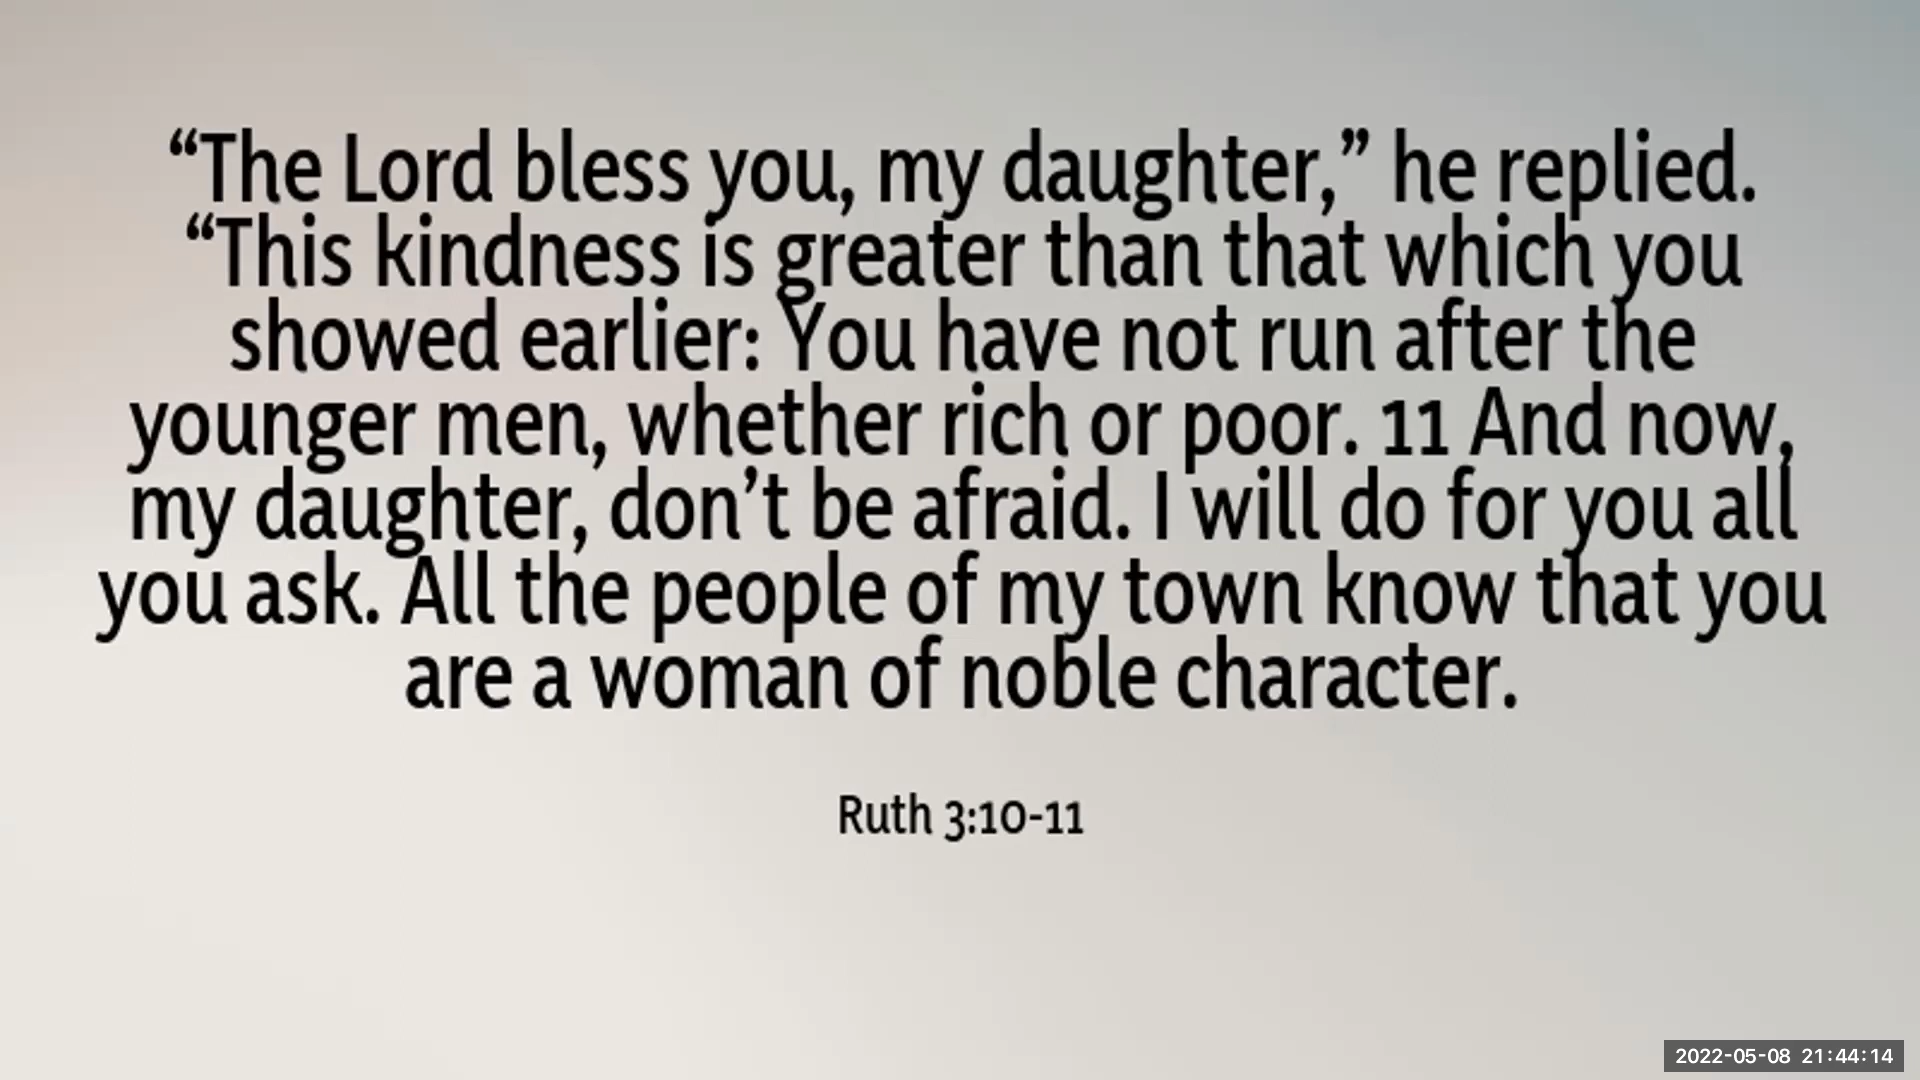 “The Lord bless you, my daughter,” he replied.
“This kindness is greater than that which you
showed earlier: You have not run after the
younger men, whether rich or poor. 11 And now,
my daughter, don’t be afraid. I will do for you all
you ask. All the people of my town know that you
are a woman of noble character.
Ruth 3:10-11
2022-05-08 21:44:14